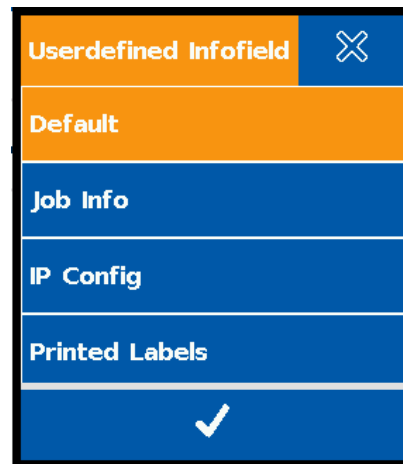 Userdefined Infofield
Default
Job Info
IP Config
Printed Labels